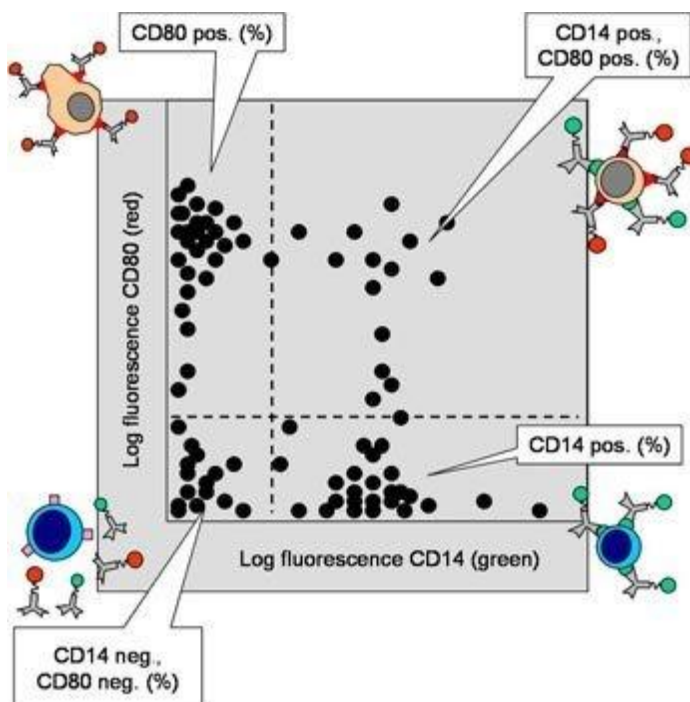 CD80 pos. (%)
CD14 pos.,
CD80 pos. (%)
Log fluorescence CD80 (red)
CD14 pos. (%)
Log fluorescence CD14 (green)
CD14 neg.,
CD80 neg. (%)